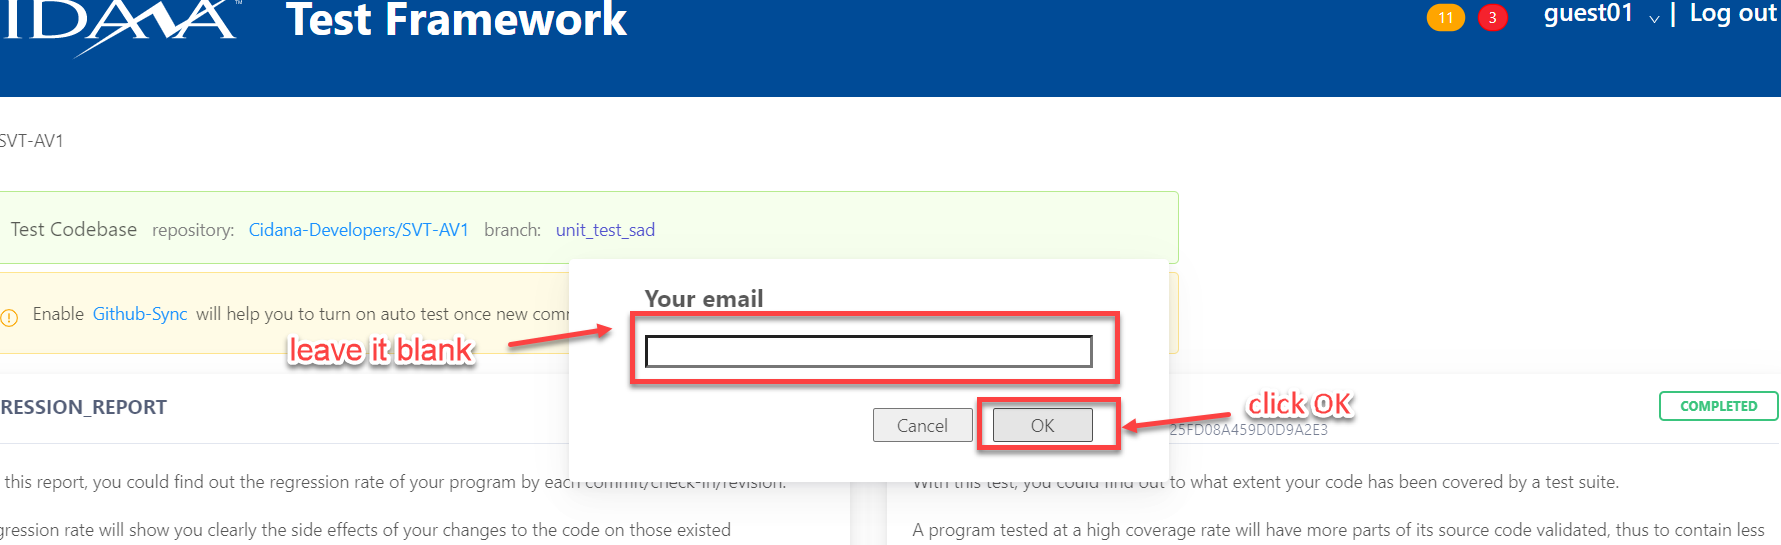 CIDANA™ Test Framework
11 3 guest01 | Log out
SVT-AV1
Test Codebase repository: Cidana-Developers/SVT-AV1 branch: unit_test_sad
Enable Github-Sync will help you to turn on auto test once new com
Your email
leave it blank
Cancel OK
click OK
RESSION_REPORT
COMPLETED
25FD08A459D0D9A2E3
this report, you could find out the regression rate of your program by each commit/check-in/revision.
gression rate will show you clearly the side effects of your changes to the code on those existed
With this test, you could find out to what extent your code has been covered by a test suite.
A program tested at a high coverage rate will have more parts of its source code validated, thus to contain less